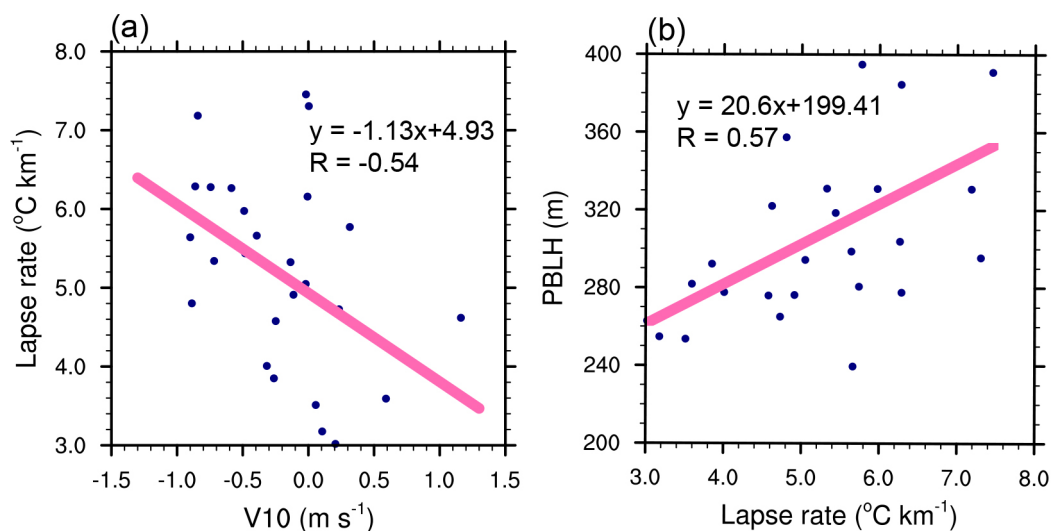 (a)
8.0
7.0
6.0
5.0
4.0
3.0
Lapse rate (°C km⁻¹)
y = -1.13x+4.93
R = -0.54
-1.5
-1.0
-0.5
0.0
0.5
1.0
1.5
V10 (m s⁻¹)
(b)
400
360
320
280
240
200
PBLH (m)
y = 20.6x+199.41
R = 0.57
3.0
4.0
5.0
6.0
7.0
8.0
Lapse rate (°C km⁻¹)